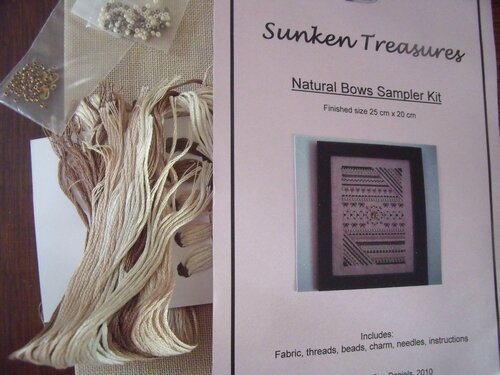 Sunken Treasures
Natural Bows Sampler Kit
Finished size 25 cm x 20 cm
Includes:
Fabric, threads, beads, charm, needles, instructions
Daniels, 2010